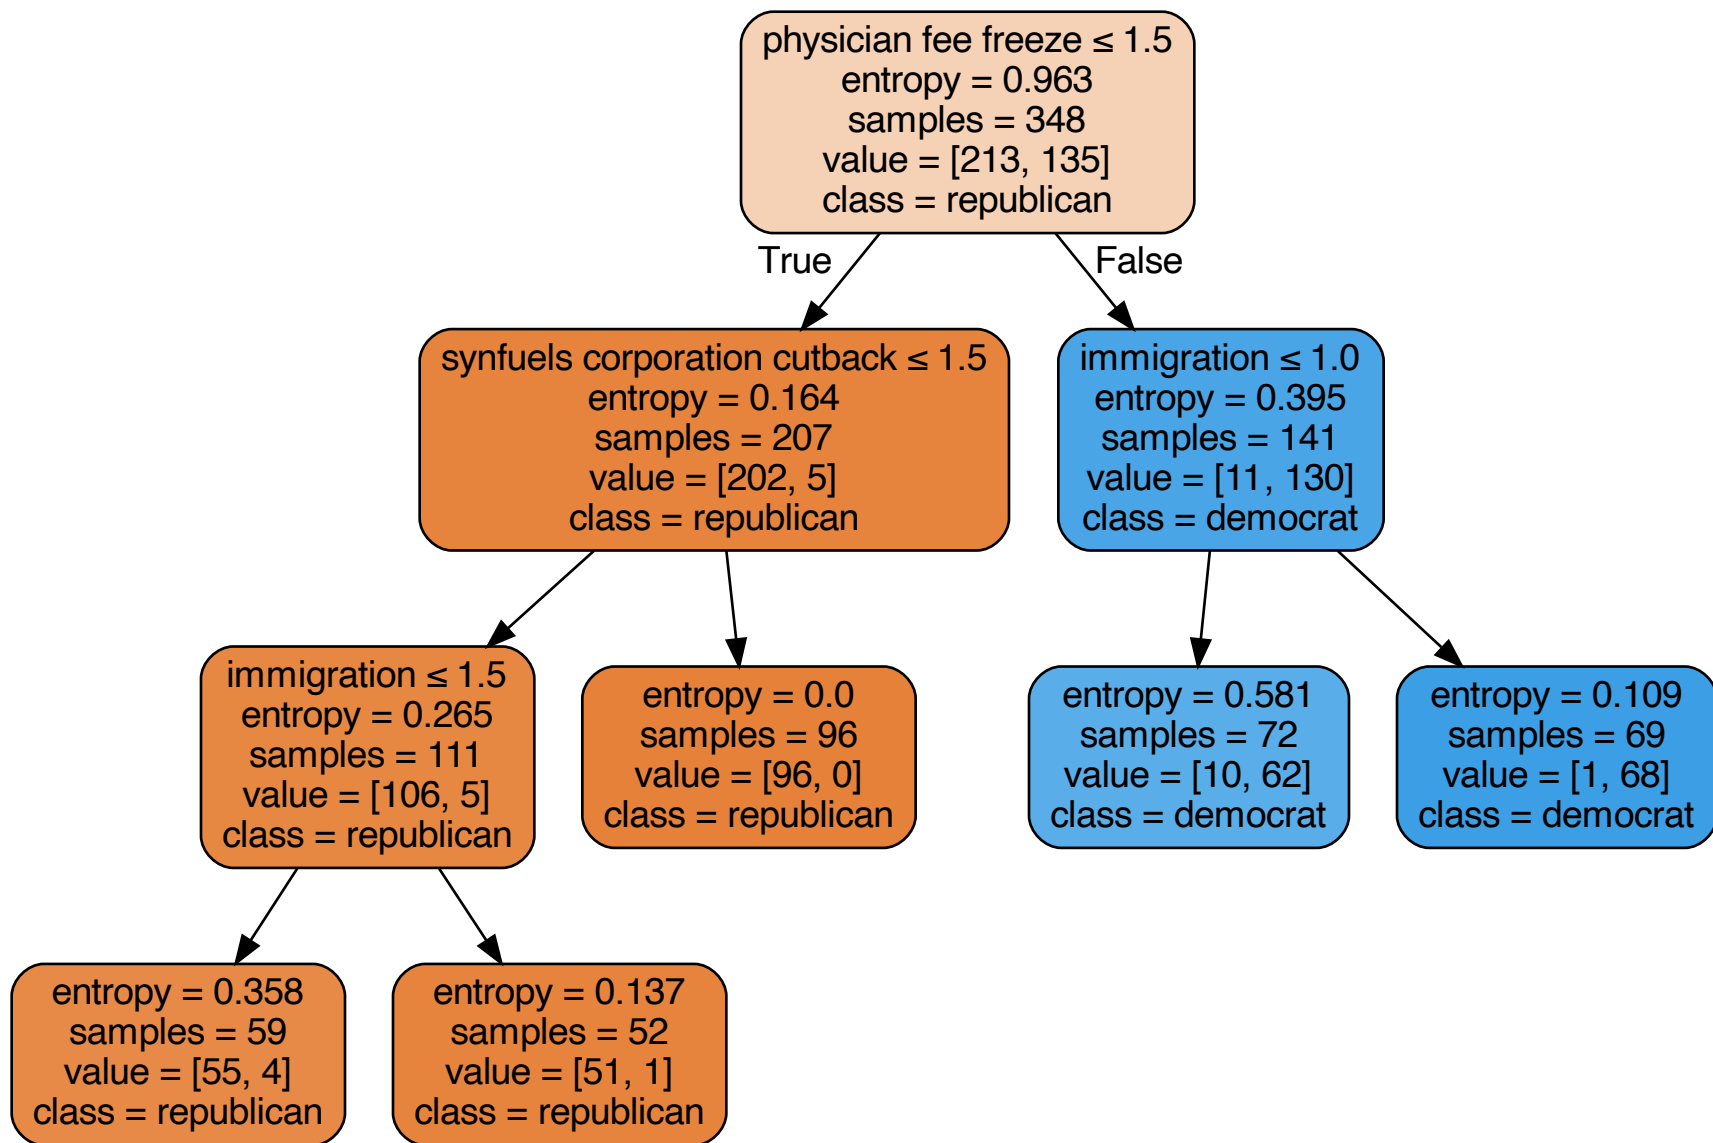 physician fee freeze ≤ 1.5
entropy = 0.963
samples = 348
value = [213, 135]
class = republican
True
False
synfuels corporation cutback ≤ 1.5
entropy = 0.164
samples = 207
value = [202, 5]
class = republican
immigration ≤ 1.0
entropy = 0.395
samples = 141
value = [11, 130]
class = democrat
immigration ≤ 1.5
entropy = 0.265
samples = 111
value = [106, 5]
class = republican
entropy = 0.0
samples = 96
value = [96, 0]
class = republican
entropy = 0.581
samples = 72
value = [10, 62]
class = democrat
entropy = 0.109
samples = 69
value = [1, 68]
class = democrat
entropy = 0.358
samples = 59
value = [55, 4]
class = republican
entropy = 0.137
samples = 52
value = [51, 1]
class = republican